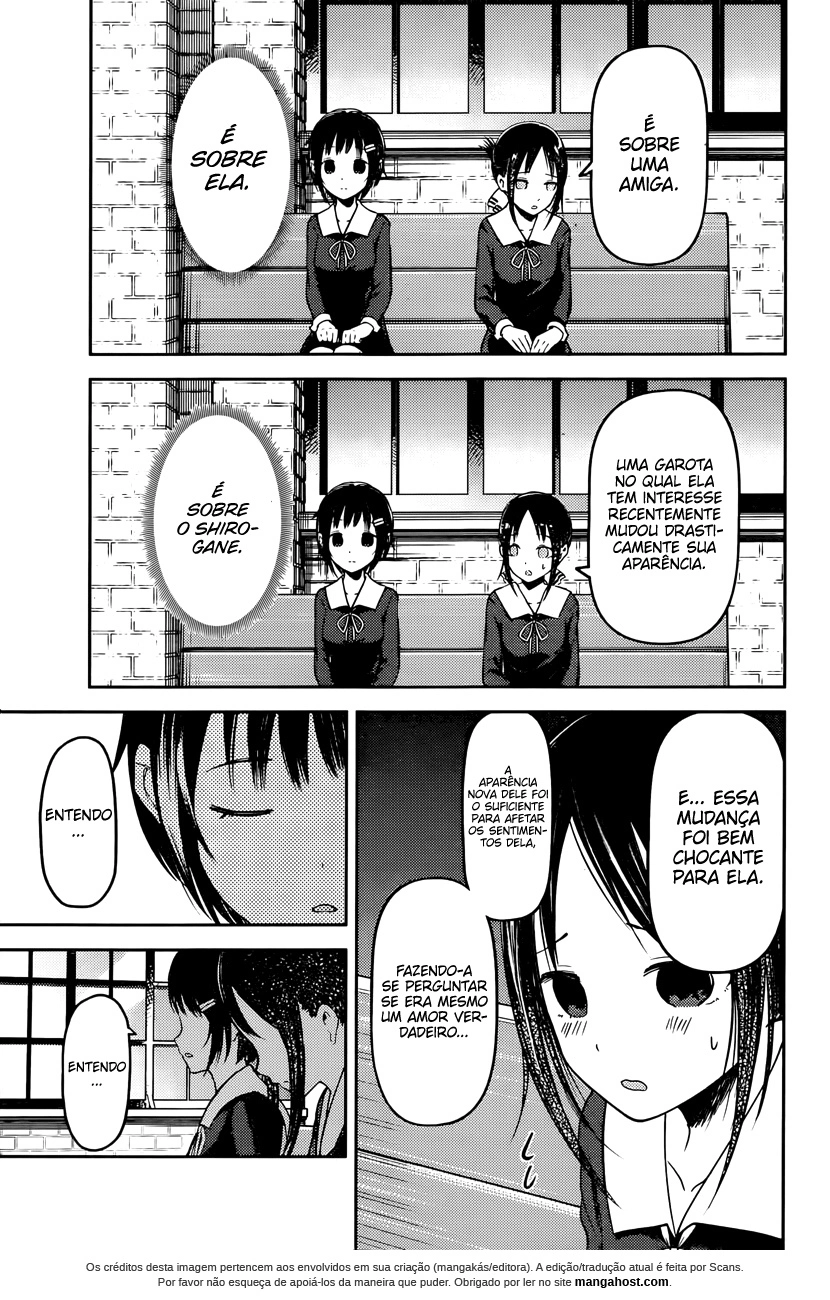 É
SOBRE
UMA
AMIGA.
É
SOBRE
ELA.
UMA GAROTA
NO QUAL ELA
TEM INTERESSE
RECENTEMENTE
MUDOU DRASTI-
CAMENTE SUA
APARÊNCIA.
É
SOBRE
O SHIRO-
GANE.
E... ESSA
MUDANÇA
FOI BEM
CHOCANTE
PARA ELA.
A
APARÊNCIA
NOVA DELE FOI
O SUFICIENTE
PARA AFETAR
OS SENTIMEN-
TOS DELA,
FAZENDO-A
SE PERGUNTAR
SE ERA MESMO
UM AMOR VER-
DADEIRO...
ENTENDO
...
ENTENDO
...
Os créditos desta imagem pertencem aos envolvidos em sua criação (mangakás/editora). A edição/tradução atual é feita por Scans.
Por favor não esqueça de apoiá-los da maneira que puder. Obrigado por ler no site mangahost.com.